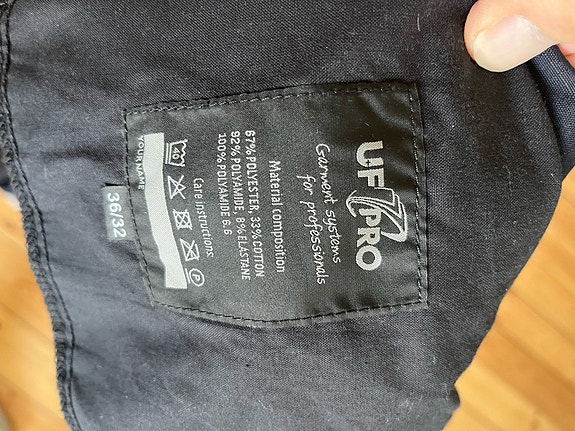 UF PRO
Garment systems
for professionals
Material composition
67% POLYESTER, 33% COTTON
92% POLYAMIDE, 8% ELASTANE
100% POLYAMIDE 6.6
Care instructions:
40
P
YOUR NAME
36/32